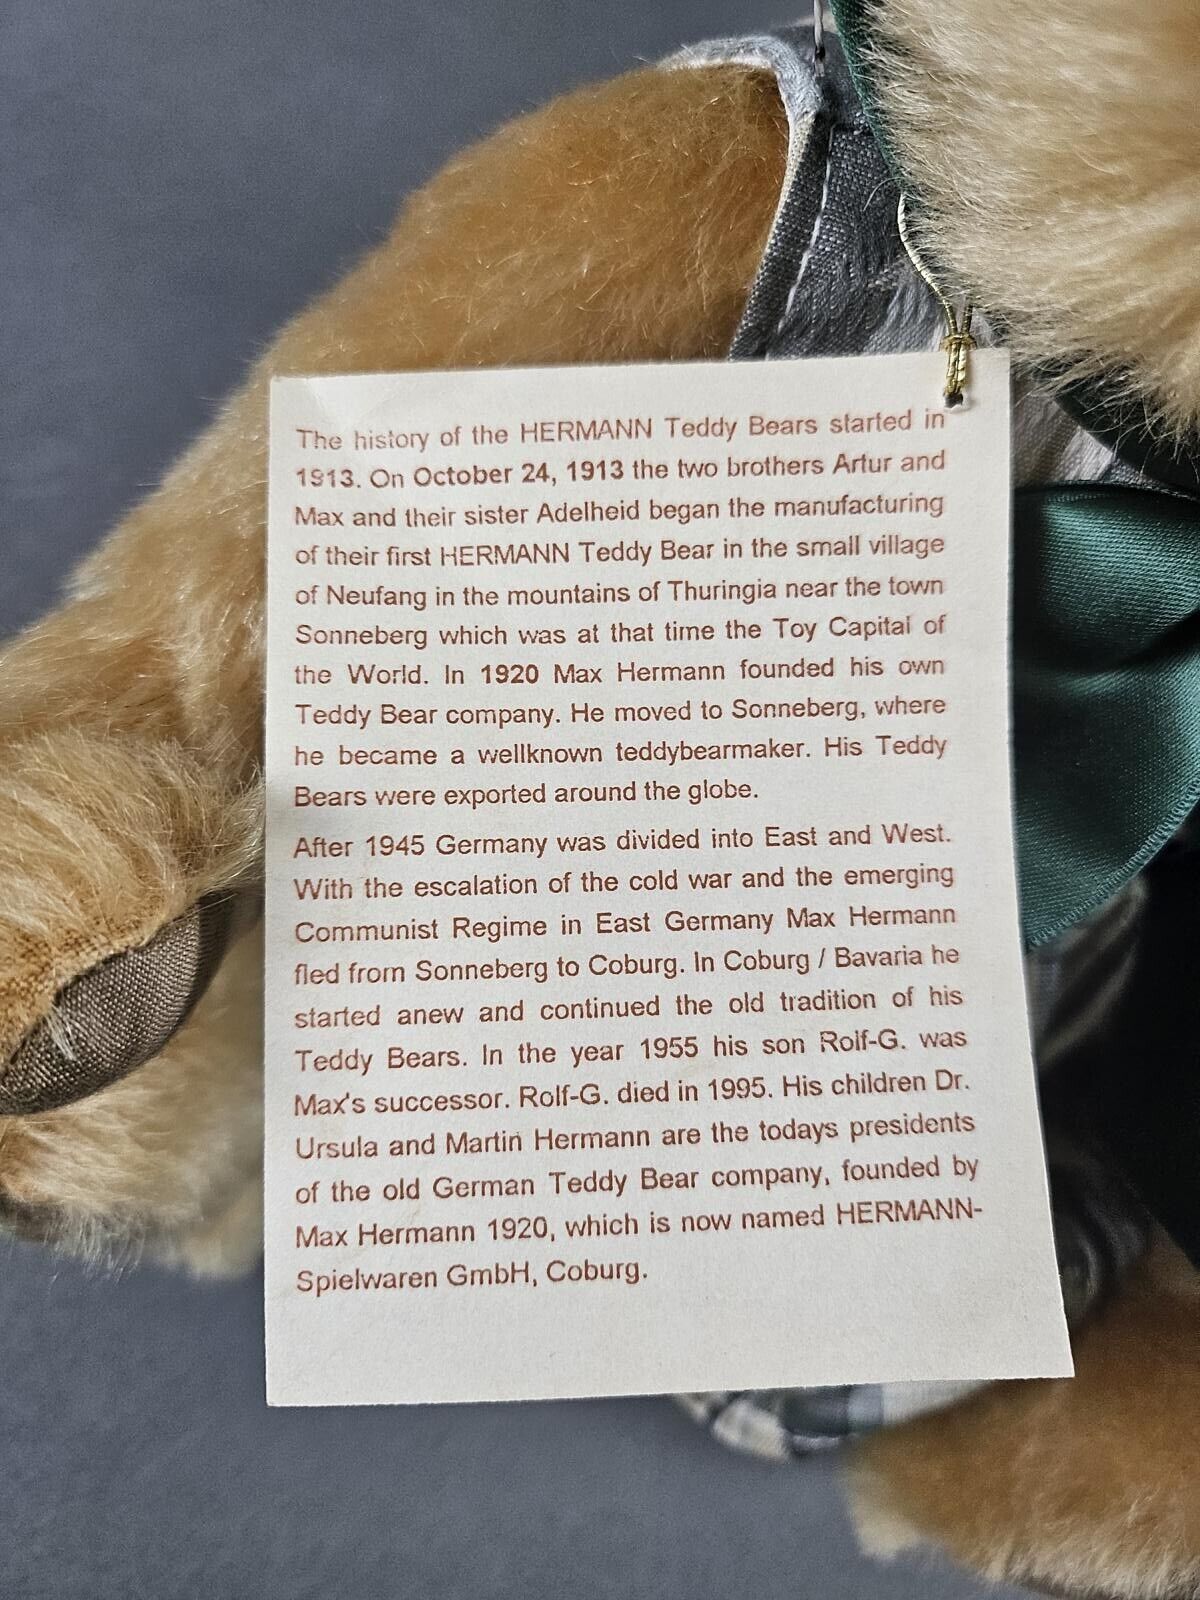 The history of the HERMANN Teddy Bears started in
1913. On October 24, 1913 the two brothers Artur and
Max and their sister Adelheid began the manufacturing
of their first HERMANN Teddy Bear in the small village
of Neufang in the mountains of Thuringia near the town
Sonneberg which was at that time the Toy Capital of
the World. In 1920 Max Hermann founded his own
Teddy Bear company. He moved to Sonneberg, where
he became a wellknown teddybearmaker. His Teddy
Bears were exported around the globe.
After 1945 Germany was divided into East and West.
With the escalation of the cold war and the emerging
Communist Regime in East Germany Max Hermann
fled from Sonneberg to Coburg. In Coburg / Bavaria he
started anew and continued the old tradition of his
Teddy Bears. In the year 1955 his son Rolf-G. was
Max's successor. Rolf-G. died in 1995. His children Dr.
Ursula and Martin Hermann are the todays presidents
of the old German Teddy Bear company, founded by
Max Hermann 1920, which is now named HERMANN-
Spielwaren GmbH, Coburg.